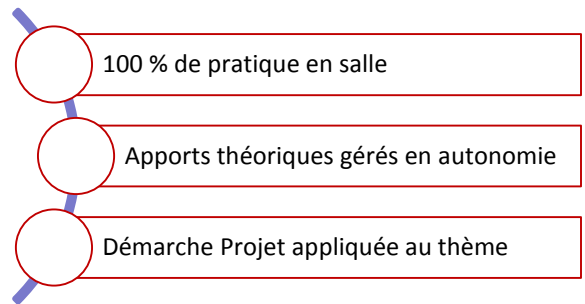 100 % de pratique en salle
Apports théoriques gérés en autonomie
Démarche Projet appliquée au thème